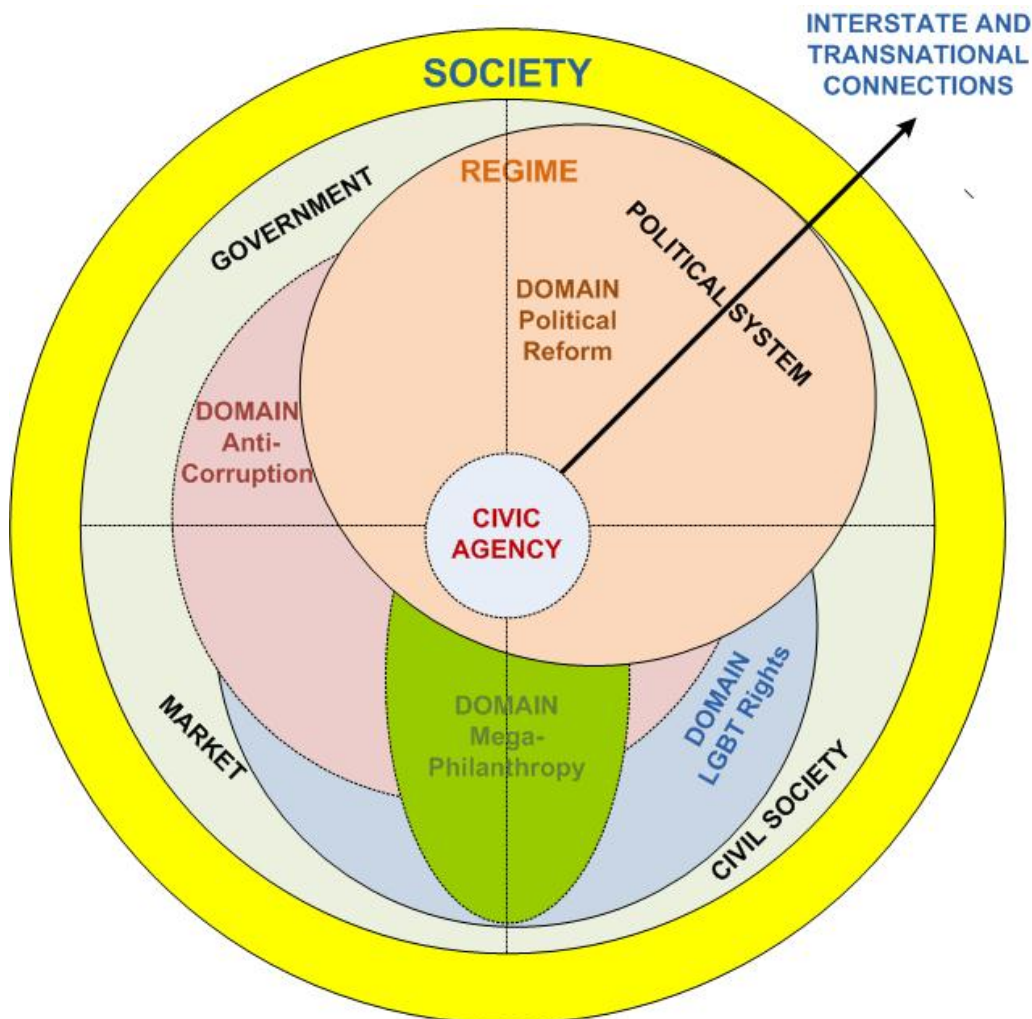 INTERSTATE AND
TRANSNATIONAL
CONNECTIONS
SOCIETY
REGIME
GOVERNMENT
POLITICAL SYSTEM
DOMAIN
Political
Reform
DOMAIN
Anti-
Corruption
CIVIC
AGENCY
DOMAIN
Mega-
Philanthropy
DOMAIN
LGBT Rights
MARKET
CIVIL SOCIETY